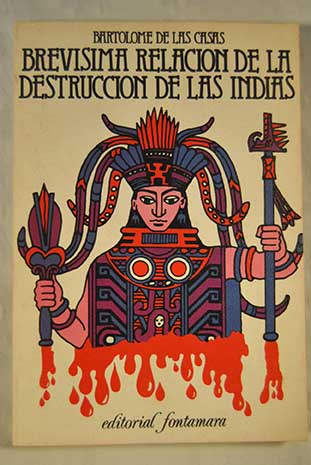 BARTOLOME DE LAS CASAS
BREVISIMA RELACION DE LA
DESTRUCCION DE LAS INDIAS
editorial fontamara